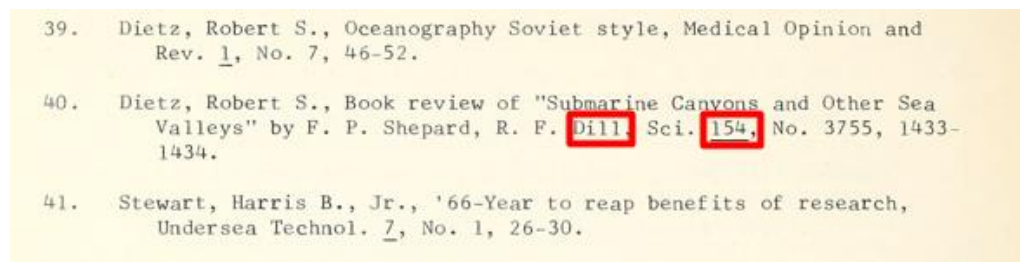 39. Dietz, Robert S., Oceanography Soviet style, Medical Opinion and
Rev. 1, No. 7, 46-52.
40. Dietz, Robert S., Book review of "Submarine Canyons and Other Sea
Valleys" by F. P. Shepard, R. F. Dill. Sci. 154, No. 3755, 1433-
1434.
41. Stewart, Harris B., Jr., '66-Year to reap benefits of research,
Undersea Technol. 7, No. 1, 26-30.